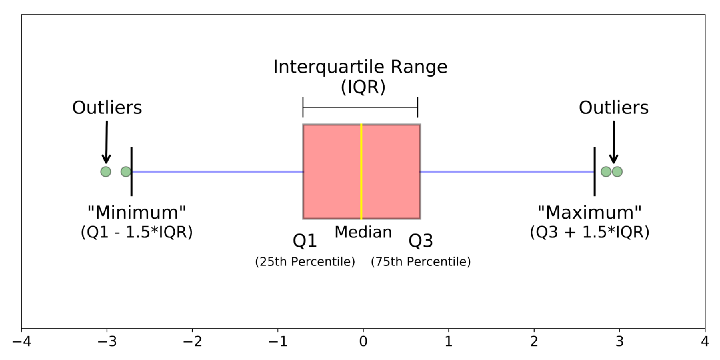 Interquartile Range
(IQR)
Outliers
Outliers
"Minimum"
(Q1 - 1.5*IQR)
"Maximum"
(Q3 + 1.5*IQR)
Q1
Median
Q3
(25th Percentile)
(75th Percentile)
−4
−3
−2
−1
0
1
2
3
4